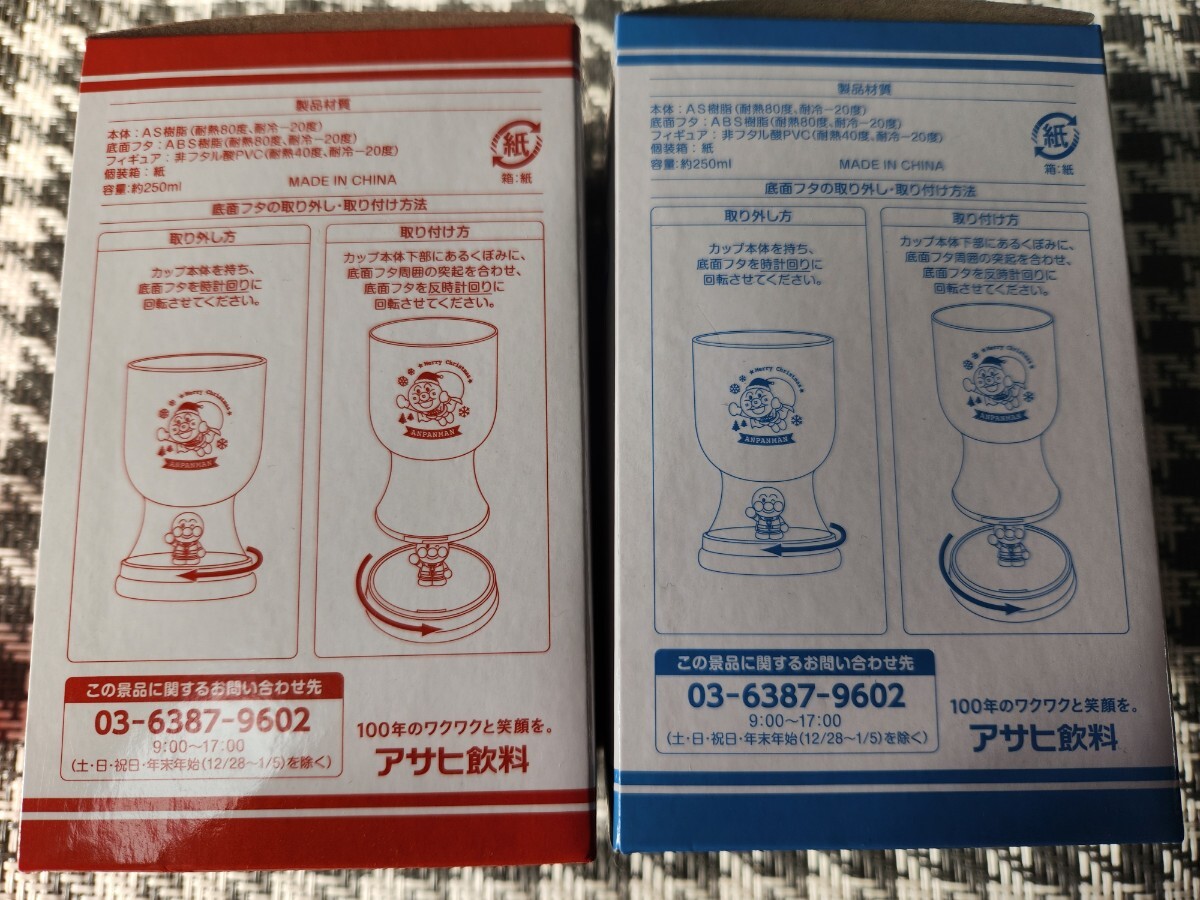 製品材質
本体：AS樹脂（耐熱80度、耐冷－20度）
底面フタ：ABS樹脂（耐熱80度、耐冷－20度）
フィギュア：非フタル酸PVC（耐熱40度、耐冷－20度）
個装箱：紙
容量：約250ml
MADE IN CHINA
紙
箱：紙
底面フタの取り外し・取り付け方法
取り外し方
カップ本体を持ち、
底面フタを時計回りに
回転させてください。
Merry Christmas
ANPANMAN
取り付け方
カップ本体下部にあるくぼみに、
底面フタ周囲の突起を合わせ、
底面フタを反時計回りに
回転させてください。
Merry Christmas
ANPANMAN
この景品に関するお問い合わせ先
03-6387-9602
9:00～17:00
（土・日・祝日・年末年始（12/28～1/5）を除く）
100年のワクワクと笑顔を。
アサヒ飲料
製品材質
本体：AS樹脂（耐熱80度、耐冷－20度）
底面フタ：ABS樹脂（耐熱80度、耐冷－20度）
フィギュア：非フタル酸PVC（耐熱40度、耐冷－20度）
個装箱：紙
容量：約250ml
MADE IN CHINA
紙
箱：紙
底面フタの取り外し・取り付け方法
取り外し方
カップ本体を持ち、
底面フタを時計回りに
回転させてください。
Merry Christmas
ANPANMAN
取り付け方
カップ本体下部にあるくぼみに、
底面フタ周囲の突起を合わせ、
底面フタを反時計回りに
回転させてください。
Merry Christmas
ANPANMAN
この景品に関するお問い合わせ先
03-6387-9602
9:00～17:00
（土・日・祝日・年末年始（12/28～1/5）を除く）
100年のワクワクと笑顔を。
アサヒ飲料